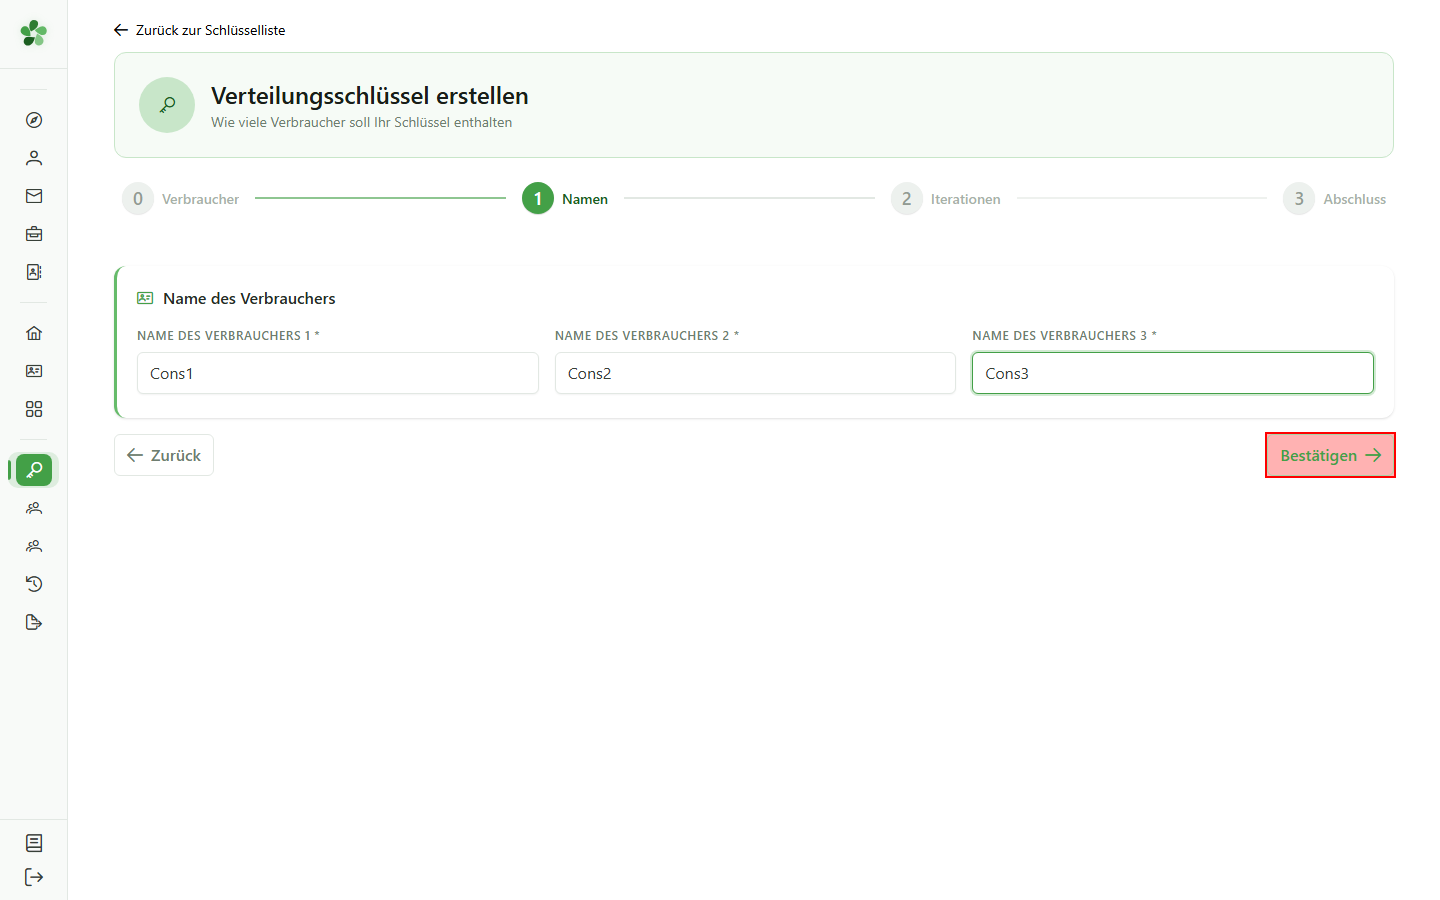 Zurück zur Schlüsselliste
Verteilungsschlüssel erstellen
Wie viele Verbraucher soll Ihr Schlüssel enthalten
0 Verbraucher
1 Namen
2 Iterationen
3 Abschluss
Name des Verbrauchers
NAME DES VERBRAUCHERS 1 * NAME DES VERBRAUCHERS 2 * NAME DES VERBRAUCHERS 3 *
Cons1 Cons2 Cons3
Zurück Bestätigen